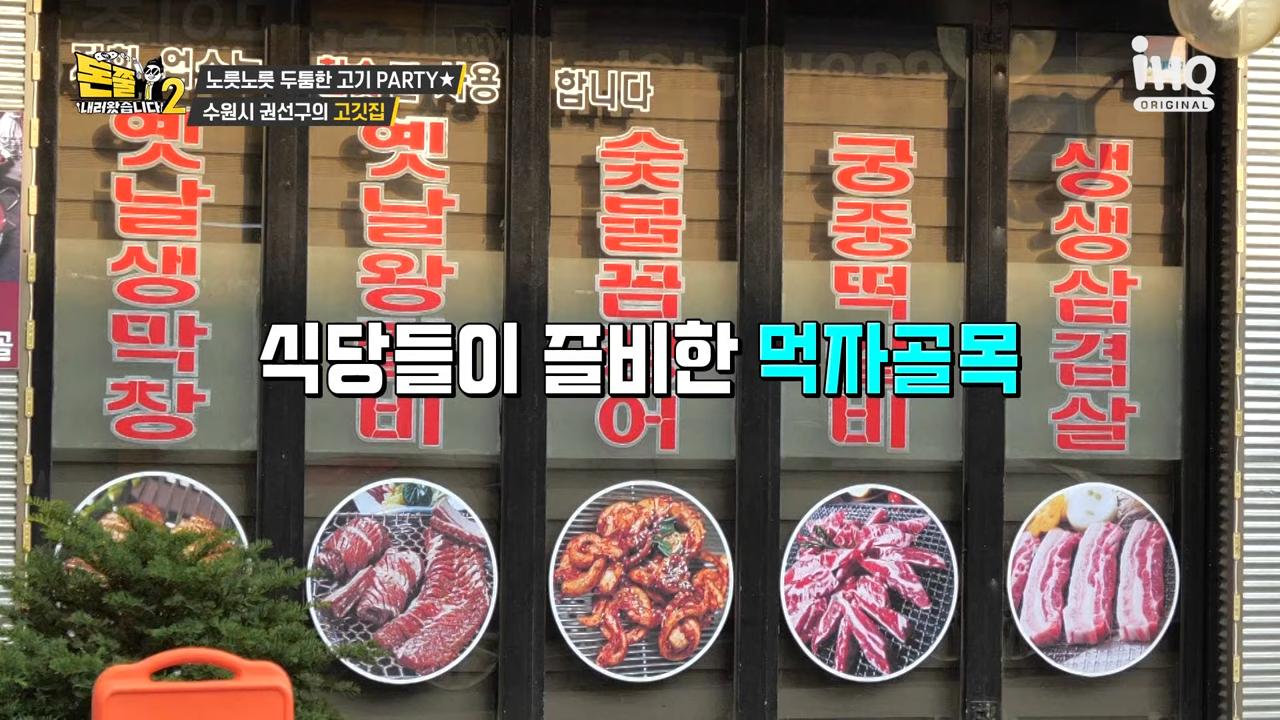 돈쭐
내러왔습니다
2
노릇노릇 두툼한 고기 PARTY★
수원시 권선구의 고깃집
iHQ
ORIGINAL
합니다
옛날생막창
옛날왕
비
숯불꼼
어
궁중떡
비
생생삼겹살
식당들이 즐비한 먹자골목
골